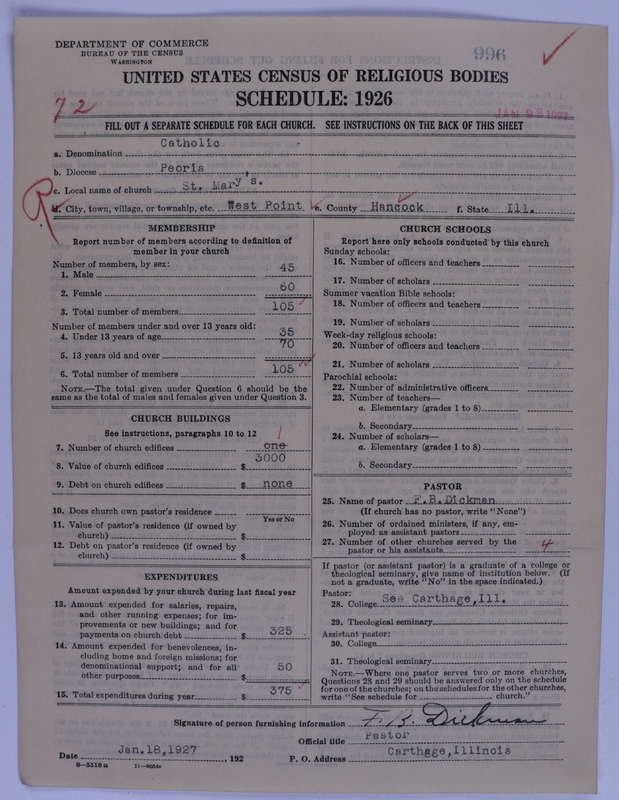 DEPARTMENT OF COMMERCE
BUREAU OF THE CENSUS
WASHINGTON
996
UNITED STATES CENSUS OF RELIGIOUS BODIES
SCHEDULE: 1926
72
JAN 28 1927
FILL OUT A SEPARATE SCHEDULE FOR EACH CHURCH. SEE INSTRUCTIONS ON THE BACK OF THIS SHEET
a. Denomination Catholic
b. Diocese Peoria
c. Local name of church St. Mary's.
R
d. City, town, village, or township, etc. West Point e. County Hancock f. State Ill.
MEMBERSHIP
Report number of members according to definition of
member in your church
Number of members, by sex:
1. Male 45
2. Female 60
3. Total number of members 105
Number of members under and over 13 years old:
4. Under 13 years of age 35
5. 13 years old and over 70
6. Total number of members 105
NOTE.—The total given under Question 6 should be the
same as the total of males and females given under Question 3.
CHURCH BUILDINGS
See instructions, paragraphs 10 to 12
7. Number of church edifices one 1
8. Value of church edifices $ 3000
9. Debt on church edifices $ none
10. Does church own pastor's residence
Yes or No
11. Value of pastor's residence (if owned by
church) $
12. Debt on pastor's residence (if owned by
church) $
EXPENDITURES
Amount expended by your church during last fiscal year
13. Amount expended for salaries, repairs,
and other running expenses; for im-
provements or new buildings; and for
payments on church debt $ 325
14. Amount expended for benevolences, in-
cluding home and foreign missions; for
denominational support; and for all
other purposes $ 50
15. Total expenditures during year $ 375
CHURCH SCHOOLS
Report here only schools conducted by this church
Sunday schools:
16. Number of officers and teachers
17. Number of scholars
Summer vacation Bible schools:
18. Number of officers and teachers
19. Number of scholars
Week-day religious schools:
20. Number of officers and teachers
21. Number of scholars
Parochial schools:
22. Number of administrative officers
23. Number of teachers—
a. Elementary (grades 1 to 8)
b. Secondary
24. Number of scholars—
a. Elementary (grades 1 to 8)
b. Secondary
PASTOR
25. Name of pastor F.B.Dickman
(If church has no pastor, write "None")
26. Number of ordained ministers, if any, em-
ployed as assistant pastors
27. Number of other churches served by the
pastor or his assistants 4
If pastor (or assistant pastor) is a graduate of a college or
theological seminary, give name of institution below. (If
not a graduate, write "No" in the space indicated.)
Pastor:
28. College See Carthage,Ill.
29. Theological seminary
Assistant pastor:
30. College
31. Theological seminary
NOTE.—Where one pastor serves two or more churches,
Questions 28 and 29 should be answered only on the schedule
for one of the churches; on the schedules for the other churches,
write "See schedule for church."
Signature of person furnishing information F. B. Dickman
Official title Pastor
Date Jan.18,1927 , 192 P. O. Address Carthage,Illinois